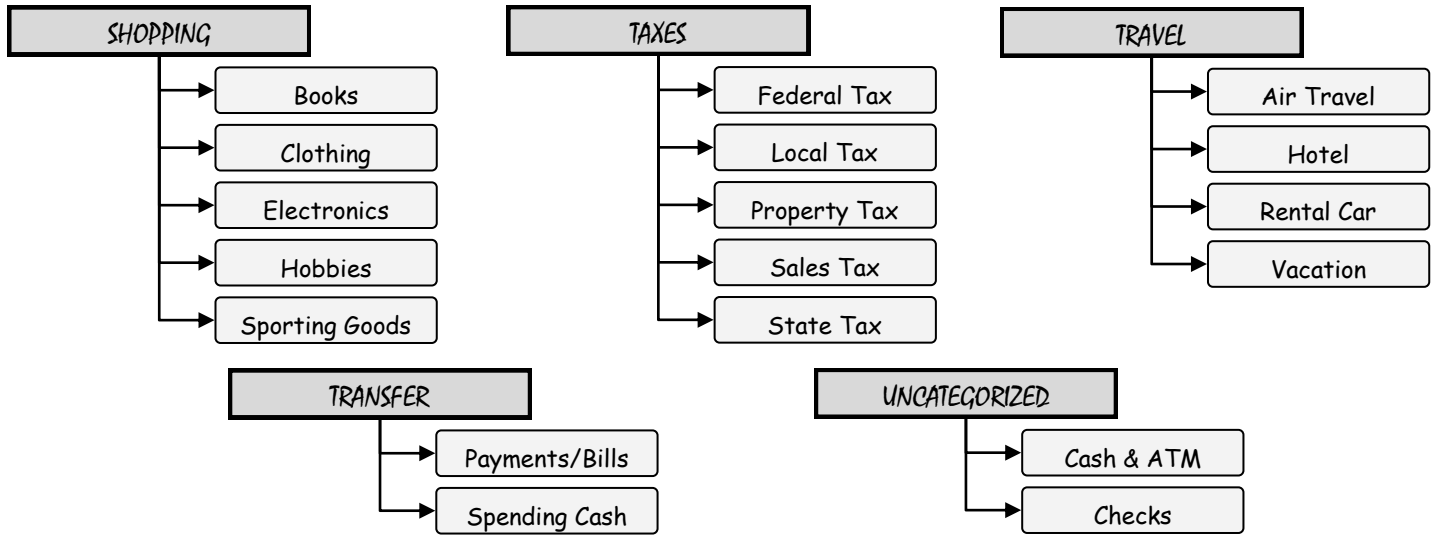 SHOPPING
Books
Clothing
Electronics
Hobbies
Sporting Goods
TAXES
Federal Tax
Local Tax
Property Tax
Sales Tax
State Tax
TRAVEL
Air Travel
Hotel
Rental Car
Vacation
TRANSFER
Payments/Bills
Spending Cash
UNCATEGORIZED
Cash & ATM
Checks